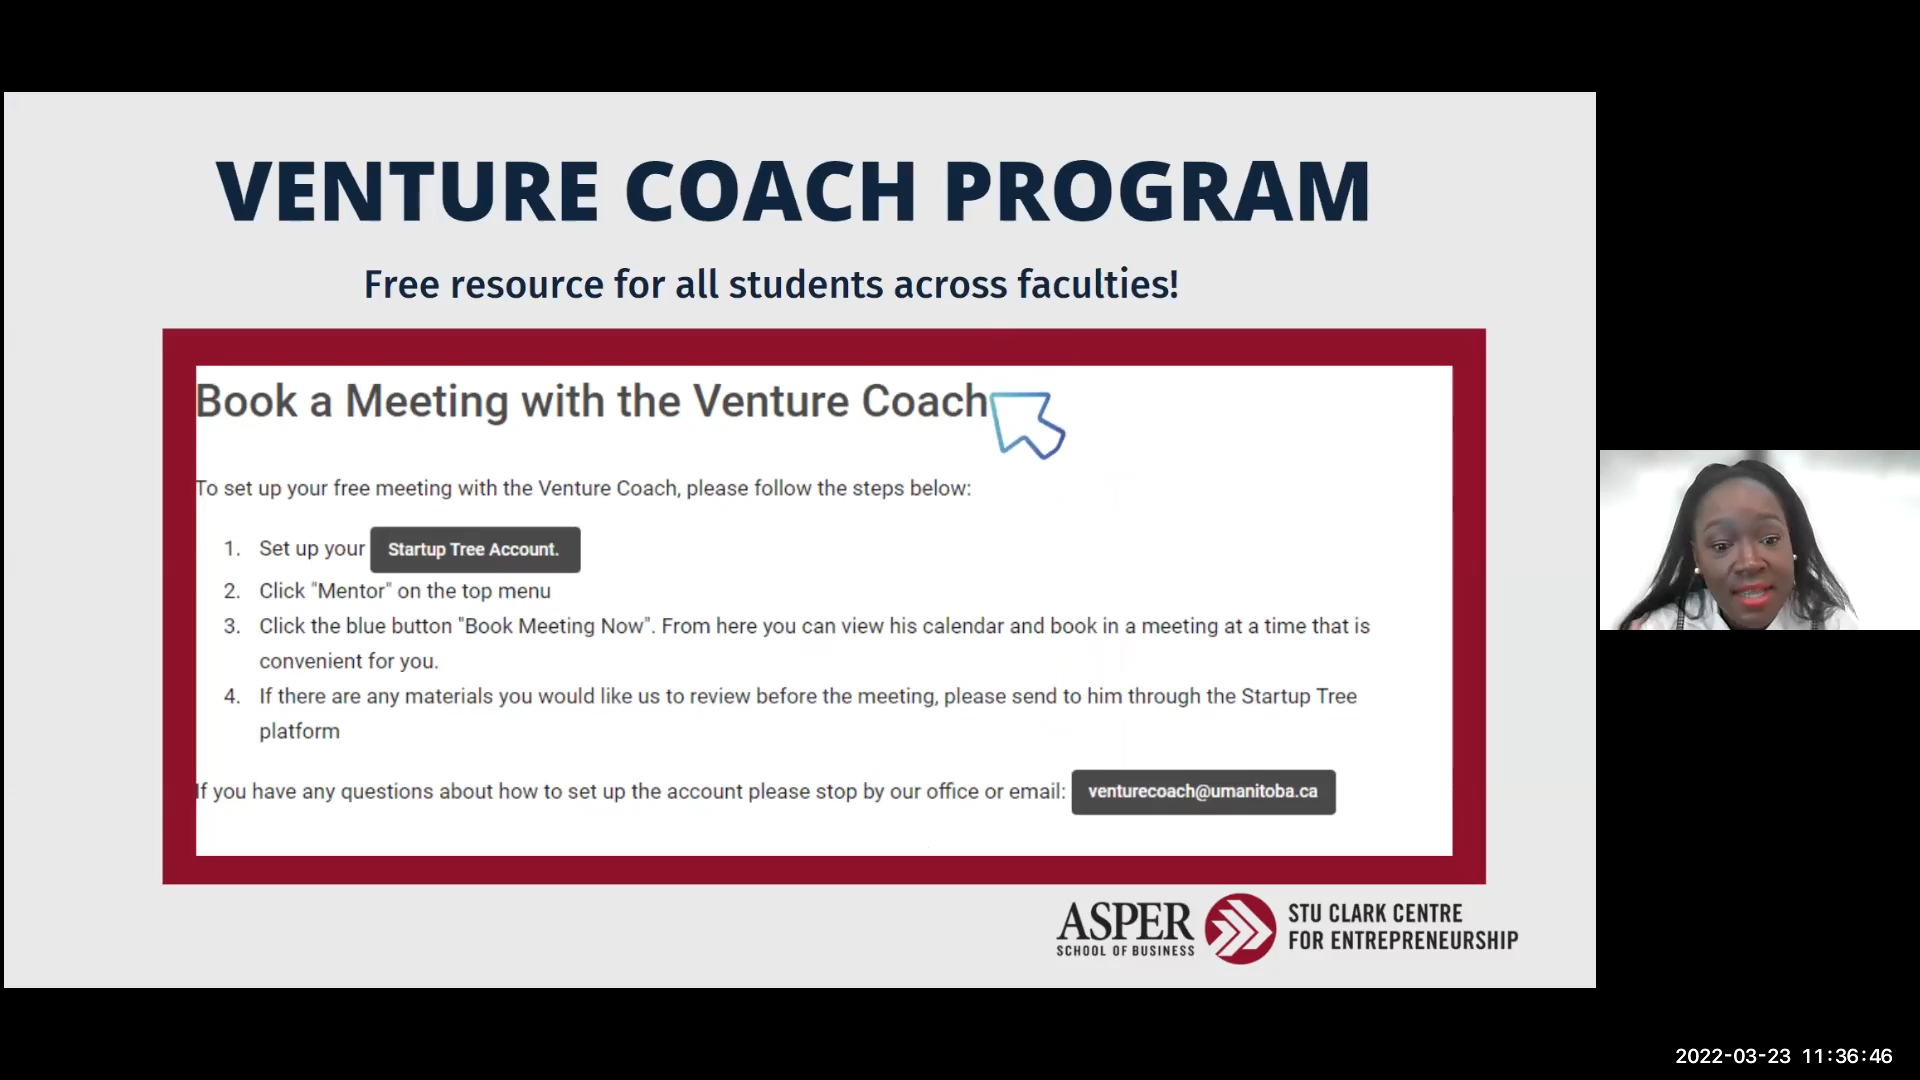 VENTURE COACH PROGRAM
Free resource for all students across faculties!
Book a Meeting with the Venture Coach
To set up your free meeting with the Venture Coach, please follow the steps below:
1. Set up your Startup Tree Account.
2. Click "Mentor" on the top menu
3. Click the blue button "Book Meeting Now". From here you can view his calendar and book in a meeting at a time that is
convenient for you.
4. If there are any materials you would like us to review before the meeting, please send to him through the Startup Tree
platform
If you have any questions about how to set up the account please stop by our office or email: venturecoach@umanitoba.ca
ASPER
SCHOOL OF BUSINESS
STU CLARK CENTRE
FOR ENTREPRENEURSHIP
2022-03-23 11:36:46